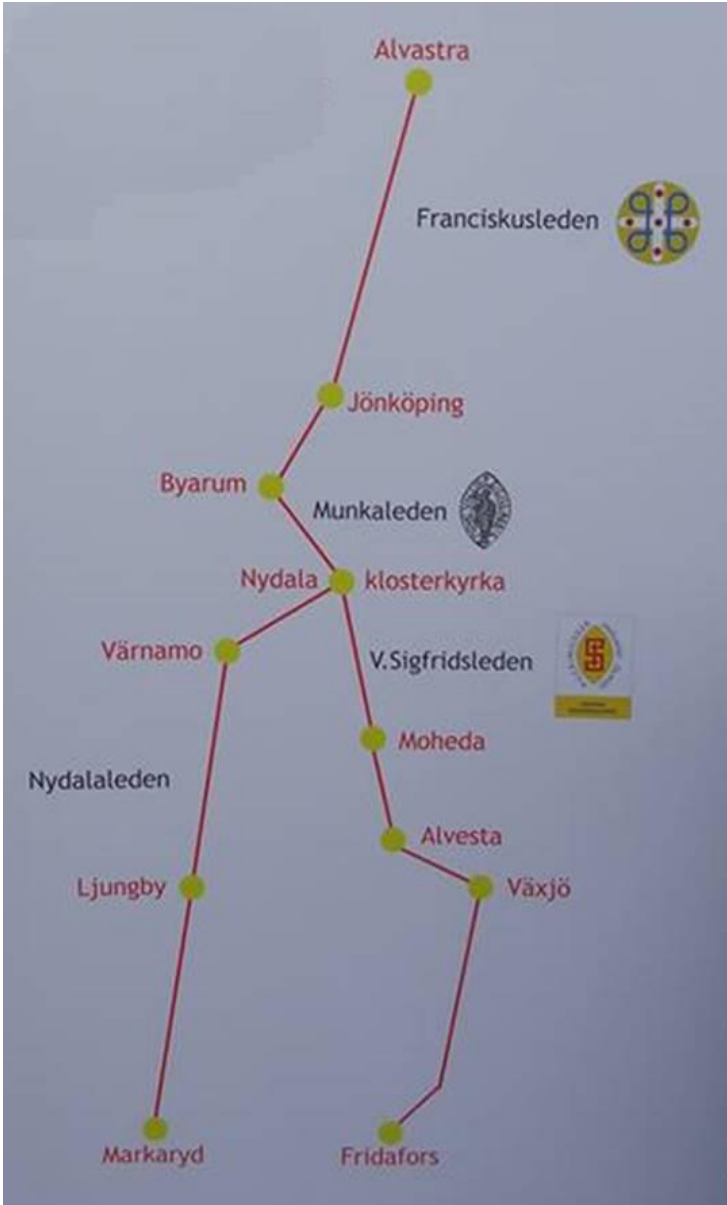 Alvastra
Franciskusleden
Jönköping
Byarum
Munkaleden
Nydala klosterkyrka
Värnamo
V.Sigfridsleden
Moheda
Nydalaleden
Alvesta
Ljungby
Växjö
Markaryd
Fridafors